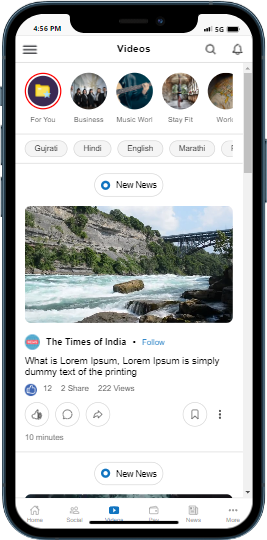 4:56 PM
5G
Videos
For You
Business
Music Worl
Stay Fit
World
Gujrati
Hindi
English
Marathi
New News
The Times of India • Follow
What is Lorem Ipsum, Lorem Ipsum is simply
dummy text of the printing
12
2 Share
222 Views
10 minutes
New News
Home
Social
Videos
Pay
News
More